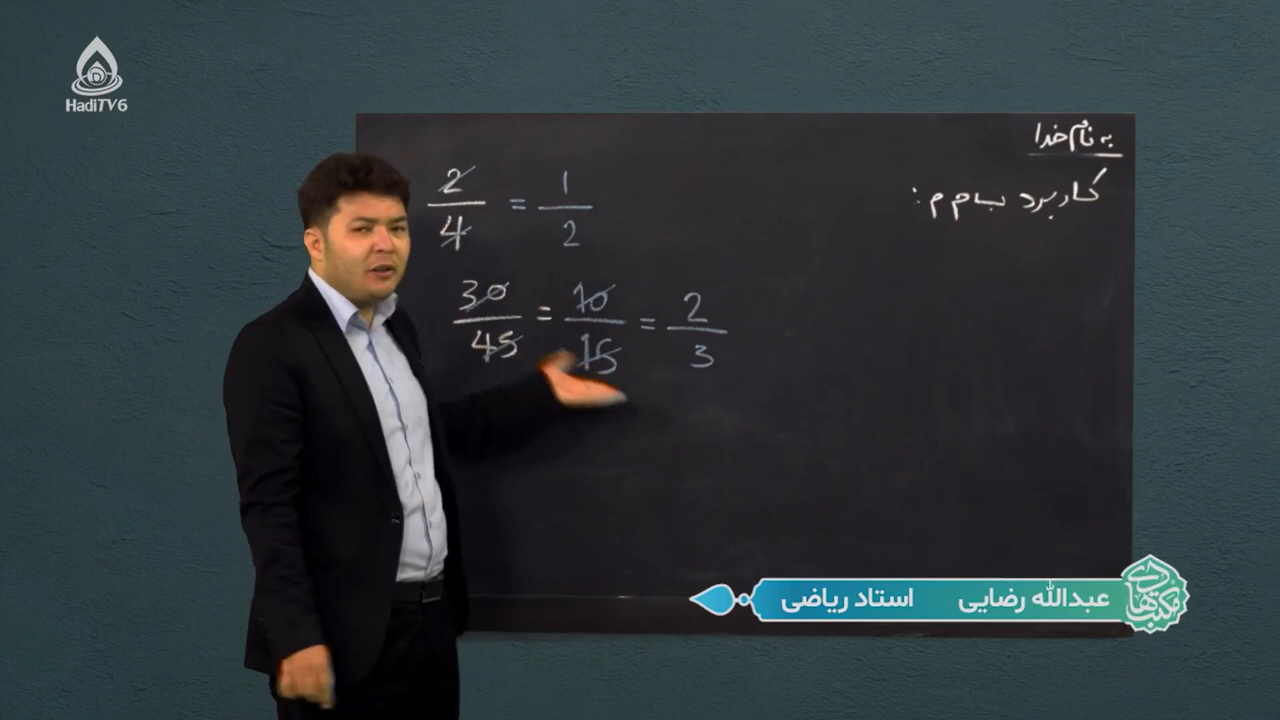 HadiTV6
به نام خدا
کاربرد ب م م :
2/4 = 1/2
30/45 = 10/15 = 2/3
عبدالله رضایی استاد ریاضی